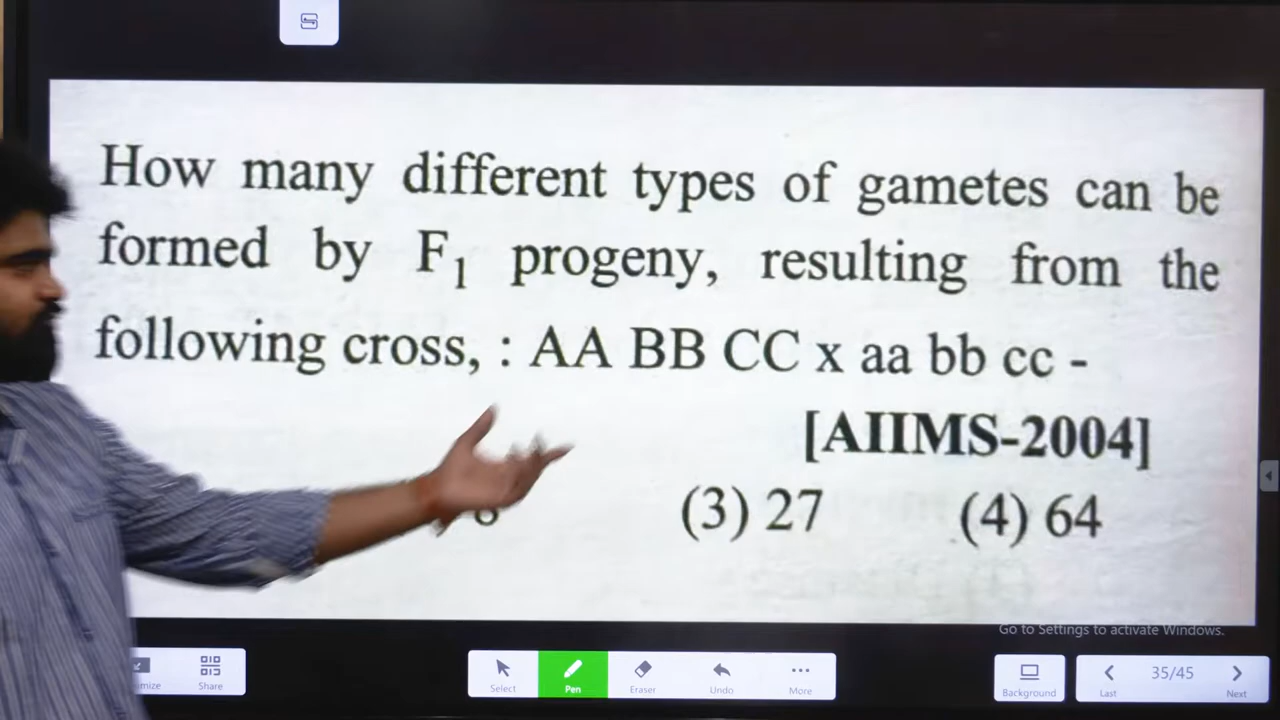 How many different types of gametes can be
formed by F₁ progeny, resulting from the
following cross, : AA BB CC x aa bb cc -
[AIIMS-2004]
8 (3) 27 (4) 64
Go to Settings to activate Windows.
Share Select Pen Eraser Undo More Background Last 35/45 Next